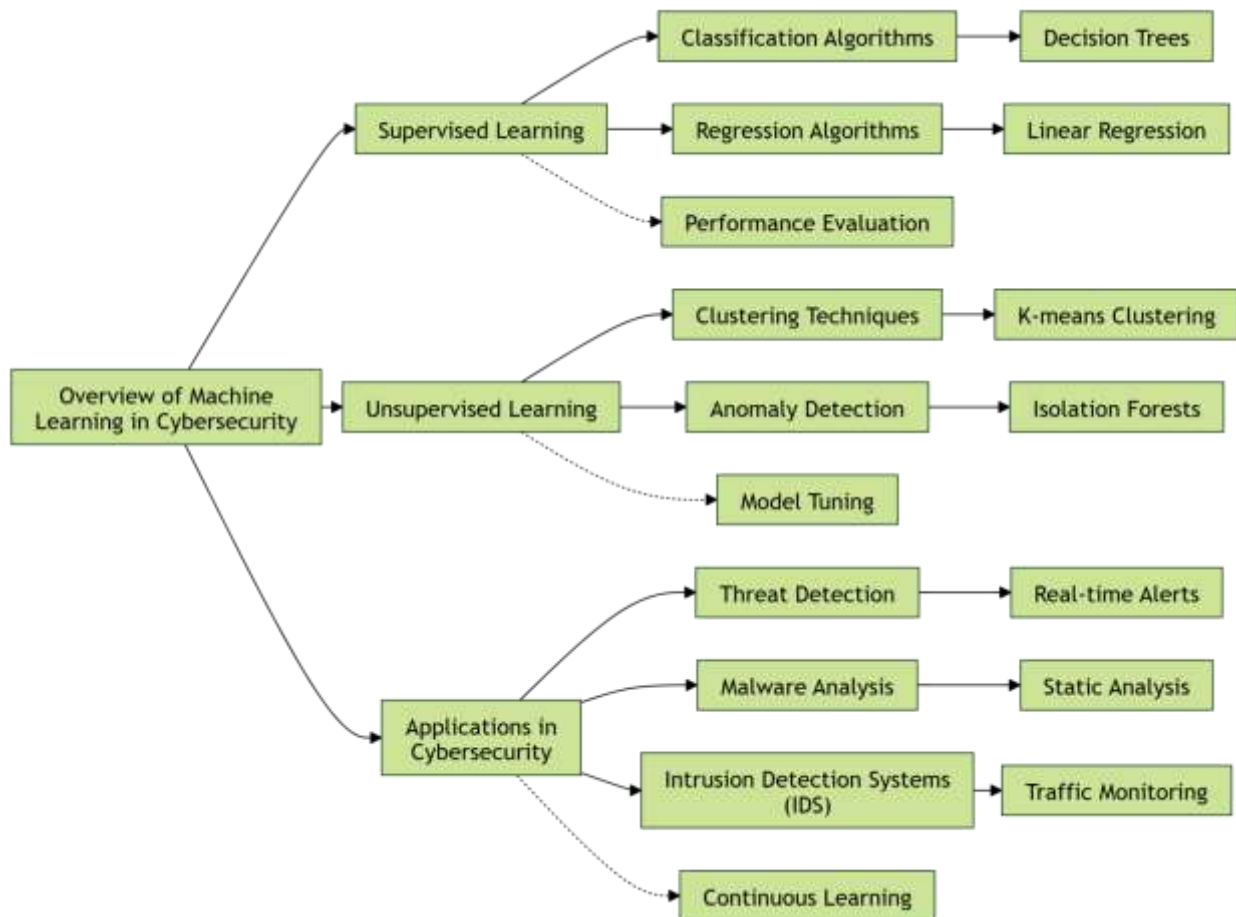 Classification Algorithms
Decision Trees
Supervised Learning
Regression Algorithms
Linear Regression
Performance Evaluation
Clustering Techniques
K-means Clustering
Overview of Machine
Learning in Cybersecurity
Unsupervised Learning
Anomaly Detection
Isolation Forests
Model Tuning
Threat Detection
Real-time Alerts
Malware Analysis
Static Analysis
Applications in
Cybersecurity
Intrusion Detection Systems
(IDS)
Traffic Monitoring
Continuous Learning